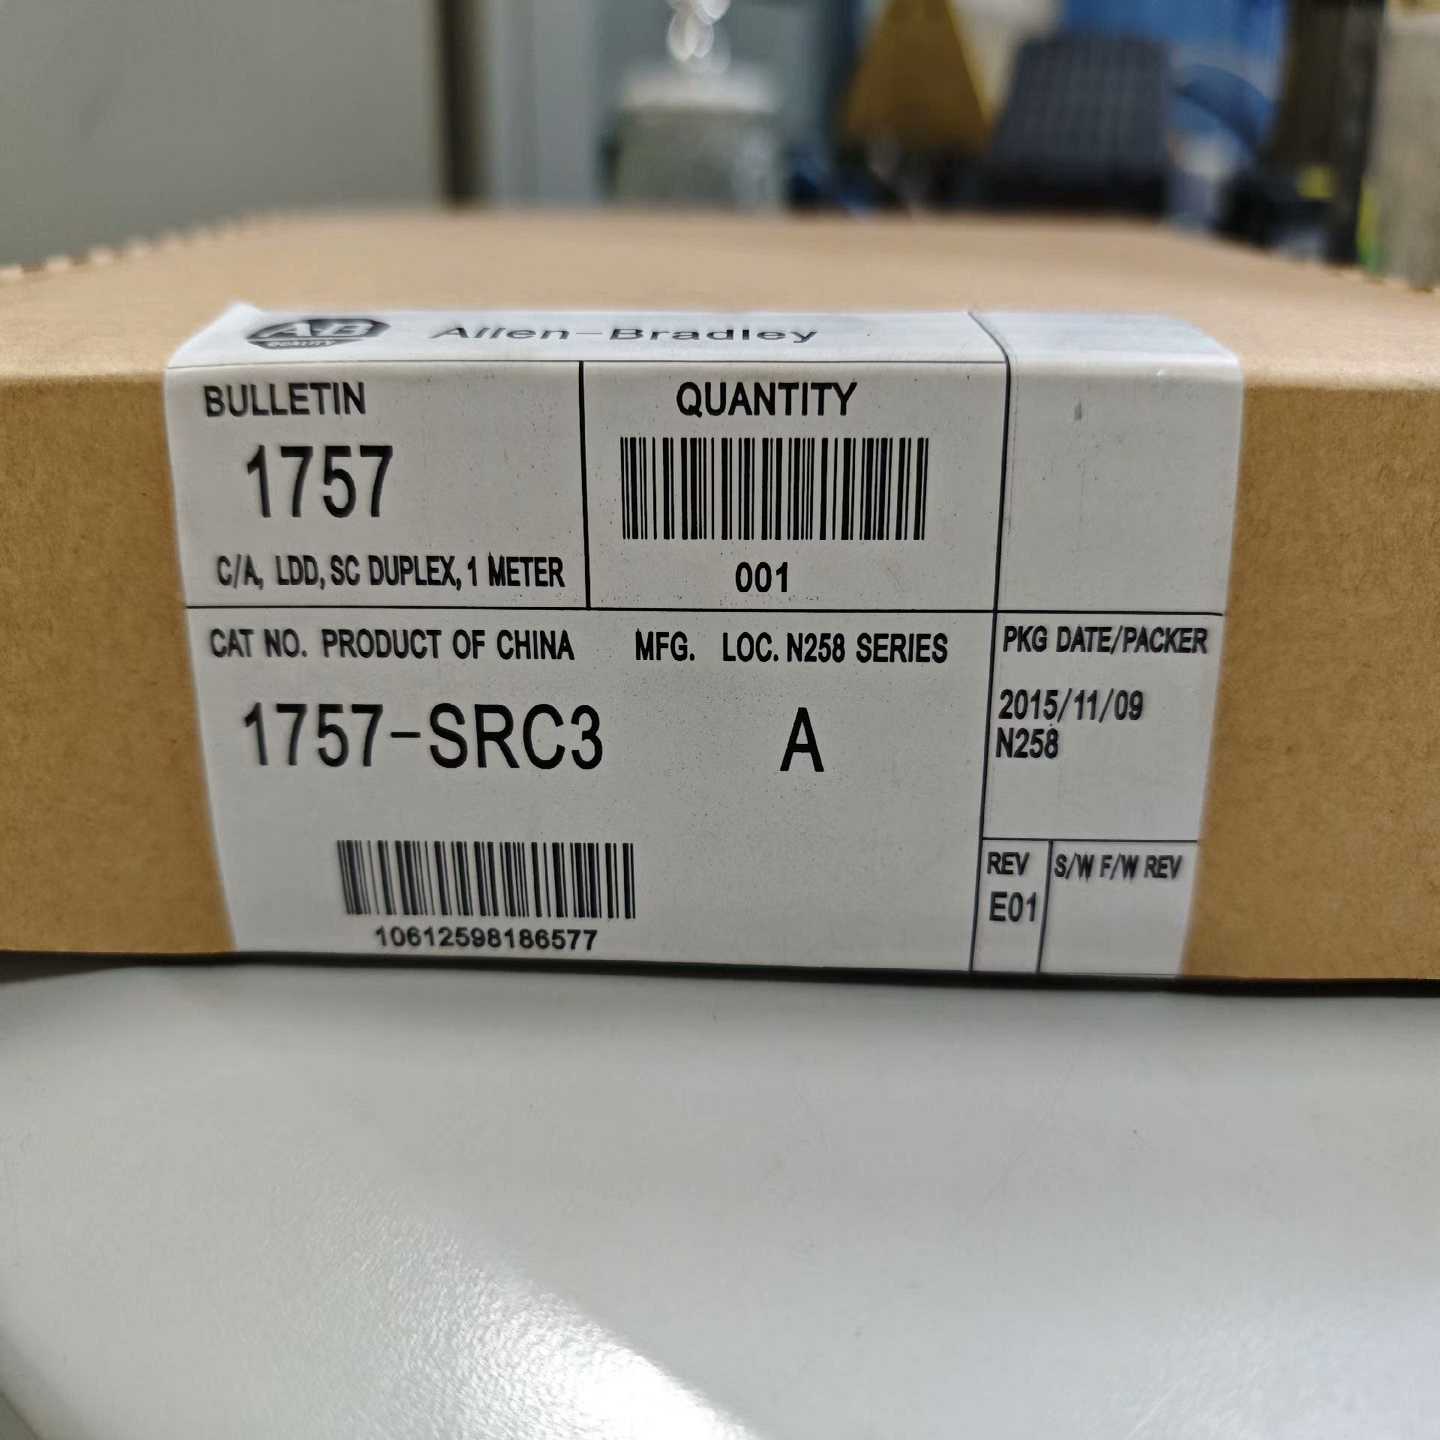 AB QUALITY Allen-Bradley
BULLETIN
1757
C/A, LDD, SC DUPLEX, 1 METER
QUANTITY
001
CAT NO. PRODUCT OF CHINA MFG. LOC. N258 SERIES
1757-SRC3 A
10612598186577
PKG DATE/PACKER
2015/11/09
N258
REV
E01
S/W F/W REV